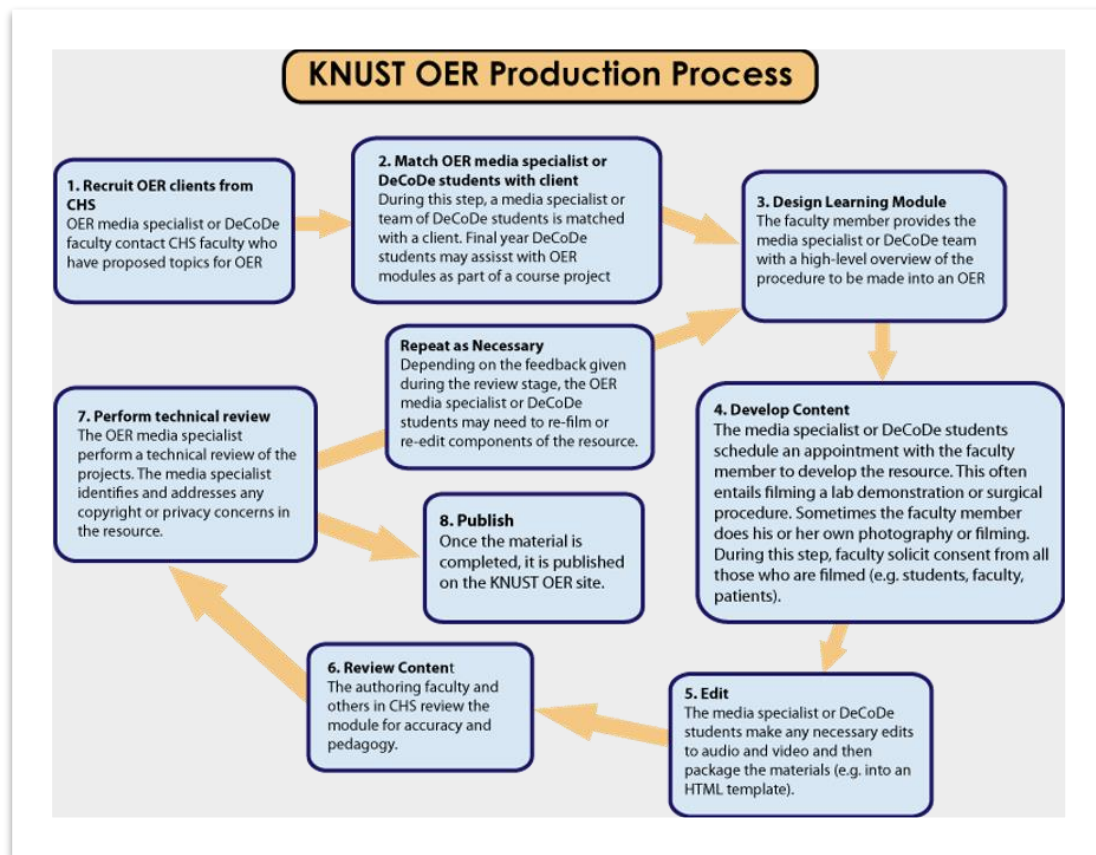 KNUST OER Production Process
1. Recruit OER clients from
CHS
OER media specialist or DeCoDe
faculty contact CHS faculty who
have proposed topics for OER
2. Match OER media specialist or
DeCoDe students with client
During this step, a media specialist or
team of DeCoDe students is matched
with a client. Final year DeCoDe
students may assisst with OER
modules as part of a course project
3. Design Learning Module
The faculty member provides the
media specialist or DeCoDe team
with a high-level overview of the
procedure to be made into an OER
4. Develop Content
The media specialist or DeCoDe students
schedule an appointment with the faculty
member to develop the resource. This often
entails filming a lab demonstration or surgical
procedure. Sometimes the faculty member
does his or her own photography or filming.
During this step, faculty solicit consent from all
those who are filmed (e.g. students, faculty,
patients).
5. Edit
The media specialist or DeCoDe
students make any necessary edits
to audio and video and then
package the materials (e.g. into an
HTML template).
6. Review Content
The authoring faculty and
others in CHS review the
module for accuracy and
pedagogy.
7. Perform technical review
The OER media specialist
perform a technical review of the
projects. The media specialist
identifies and addresses any
copyright or privacy concerns in
the resource.
Repeat as Necessary
Depending on the feedback given
during the review stage, the OER
media specialist or DeCoDe
students may need to re-film or
re-edit components of the resource.
8. Publish
Once the material is
completed, it is published
on the KNUST OER site.